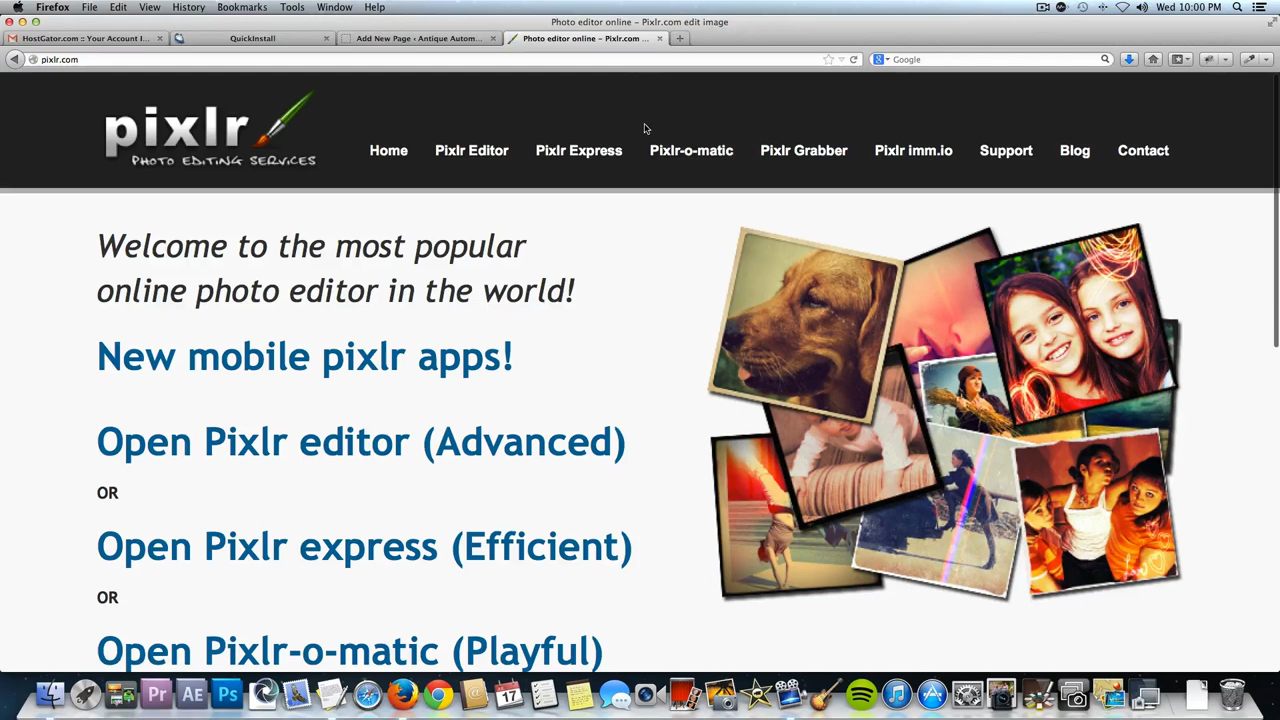 Firefox File Edit View History Bookmarks Tools Window Help Wed 10:00 PM
Photo editor online – Pixlr.com edit image
HostGator.com :: Your Account I... QuickInstall Add New Page ‹ Antique Autom... Photo editor online – Pixlr.com ...
pixlr.com Google
pixlr
PHOTO EDITING SERVICES
Home Pixlr Editor Pixlr Express Pixlr-o-matic Pixlr Grabber Pixlr imm.io Support Blog Contact
Welcome to the most popular
online photo editor in the world!
New mobile pixlr apps!
Open Pixlr editor (Advanced)
OR
Open Pixlr express (Efficient)
OR
Open Pixlr-o-matic (Playful)
Pr AE Ps 17